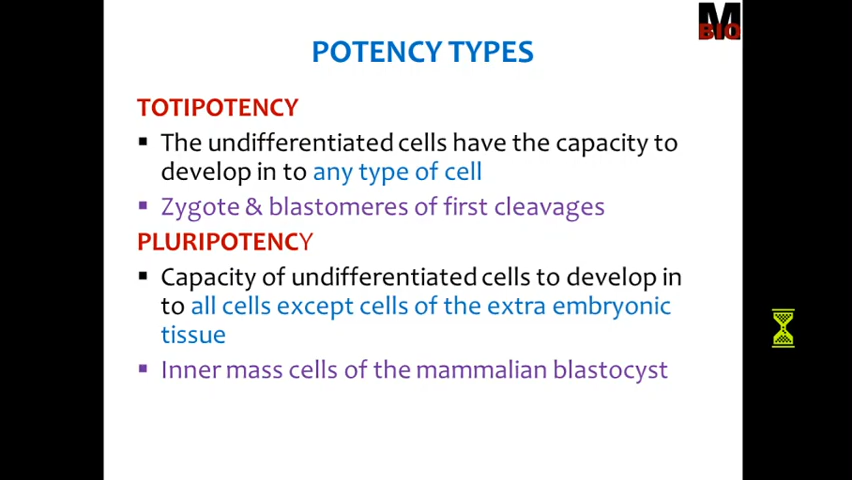 M
BIO
POTENCY TYPES
TOTIPOTENCY
▪ The undifferentiated cells have the capacity to
develop in to any type of cell
▪ Zygote & blastomeres of first cleavages
PLURIPOTENCY
▪ Capacity of undifferentiated cells to develop in
to all cells except cells of the extra embryonic
tissue
▪ Inner mass cells of the mammalian blastocyst